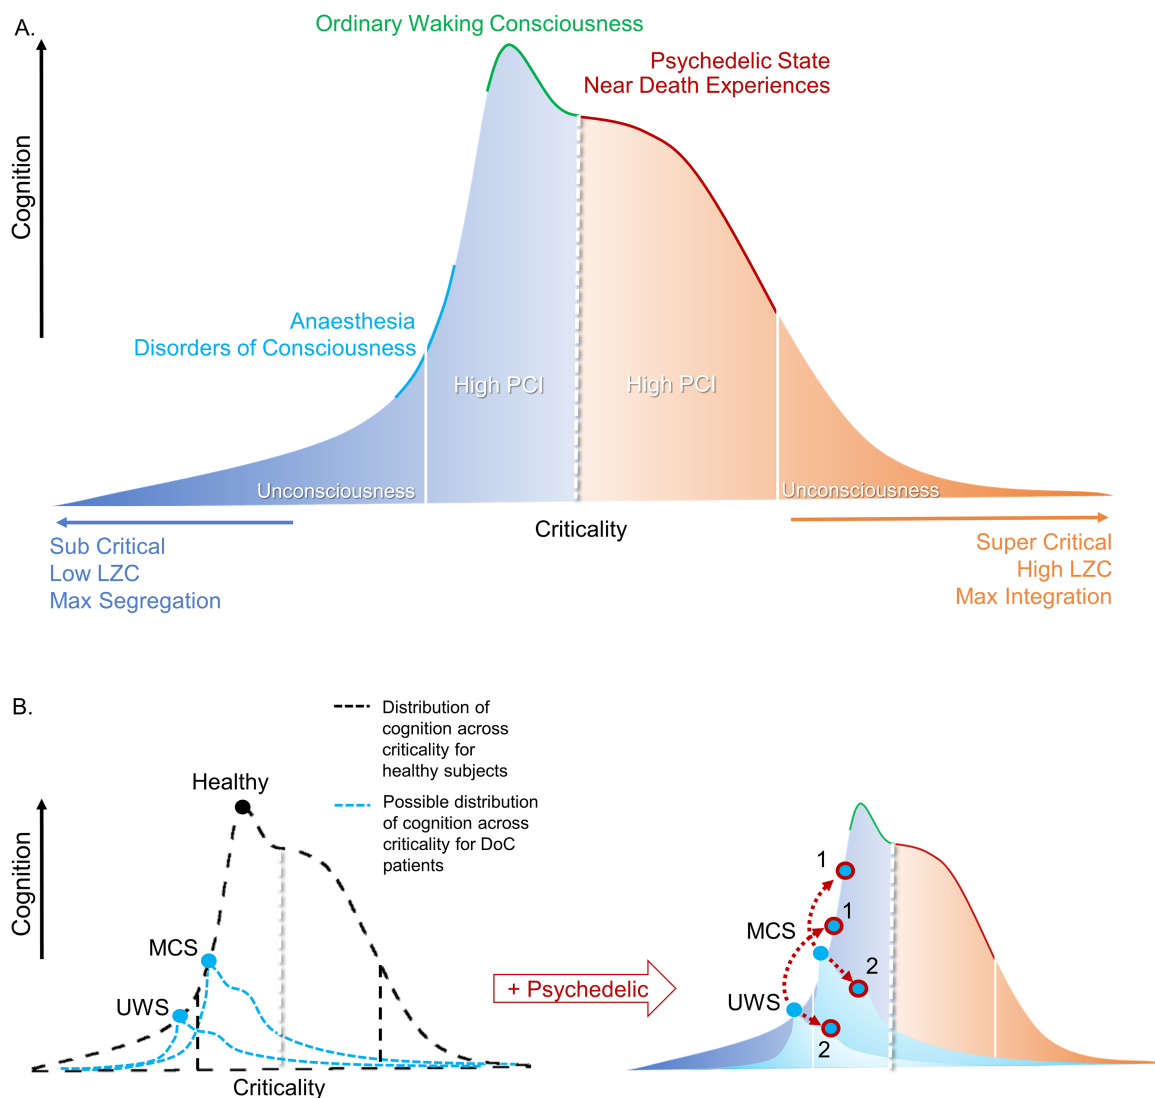 A.
Ordinary Waking Consciousness
Psychedelic State
Near Death Experiences
Cognition
Anaesthesia
Disorders of Consciousness
High PCI
High PCI
Unconsciousness
Unconsciousness
Criticality
Sub Critical
Low LZC
Max Segregation
Super Critical
High LZC
Max Integration
B.
Distribution of
cognition across
criticality for
healthy subjects
Possible distribution
of cognition across
criticality for DoC
patients
Healthy
Cognition
MCS
UWS
Criticality
+ Psychedelic
1
1
MCS
2
UWS
2